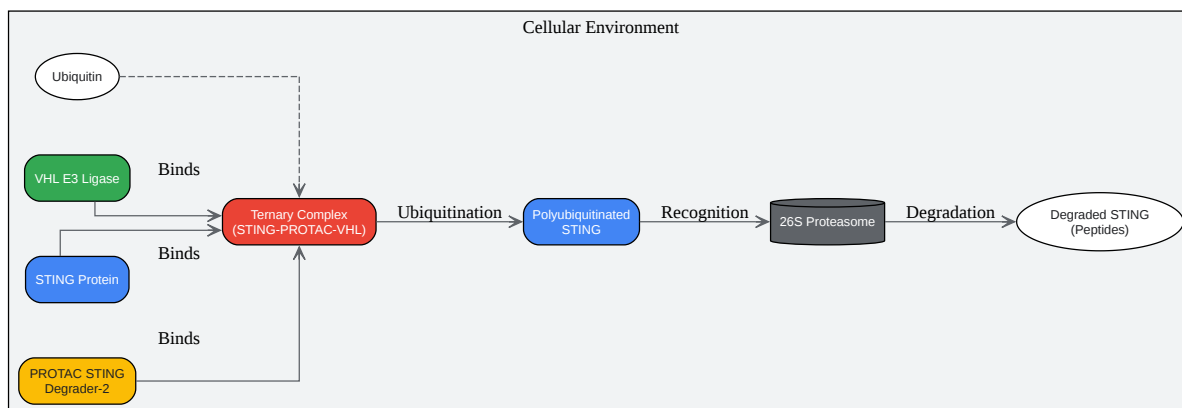 Cellular Environment
Ubiquitin
Binds
VHL E3 Ligase
Ternary Complex
(STING-PROTAC-VHL)
Ubiquitination
Polyubiquitinated
STING
Recognition
26S Proteasome
Degradation
Degraded STING
(Peptides)
Binds
STING Protein
Binds
PROTAC STING
Degrader-2